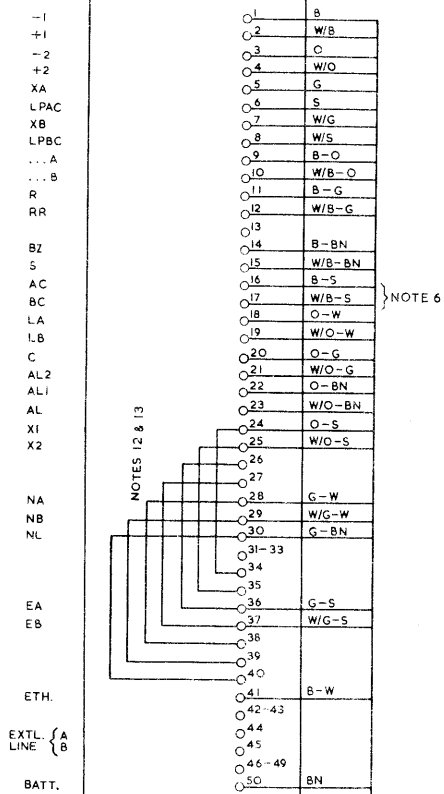 -1 1 B
+1 2 W/B
-2 3 O
+2 4 W/O
XA 5 G
LPAC 6 S
XB 7 W/G
LPBC 8 W/S
...A 9 B-O
...B 10 W/B-O
R 11 B-G
RR 12 W/B-G
13
BZ 14 B-BN
S 15 W/B-BN
AC 16 B-S
BC 17 W/B-S
NOTE 6
LA 18 O-W
LB 19 W/O-W
C 20 O-G
AL2 21 W/O-G
AL1 22 O-BN
AL 23 W/O-BN
X1 24 O-S
X2 25 W/O-S
NOTES 12 & 13
26
27
NA 28 G-W
NB 29 W/G-W
NL 30 G-BN
31-33
34
35
EA 36 G-S
EB 37 W/G-S
38
39
40
ETH. 41 B-W
42-43
EXTL. LINE { A 44
B 45
46-49
BATT. 50 BN